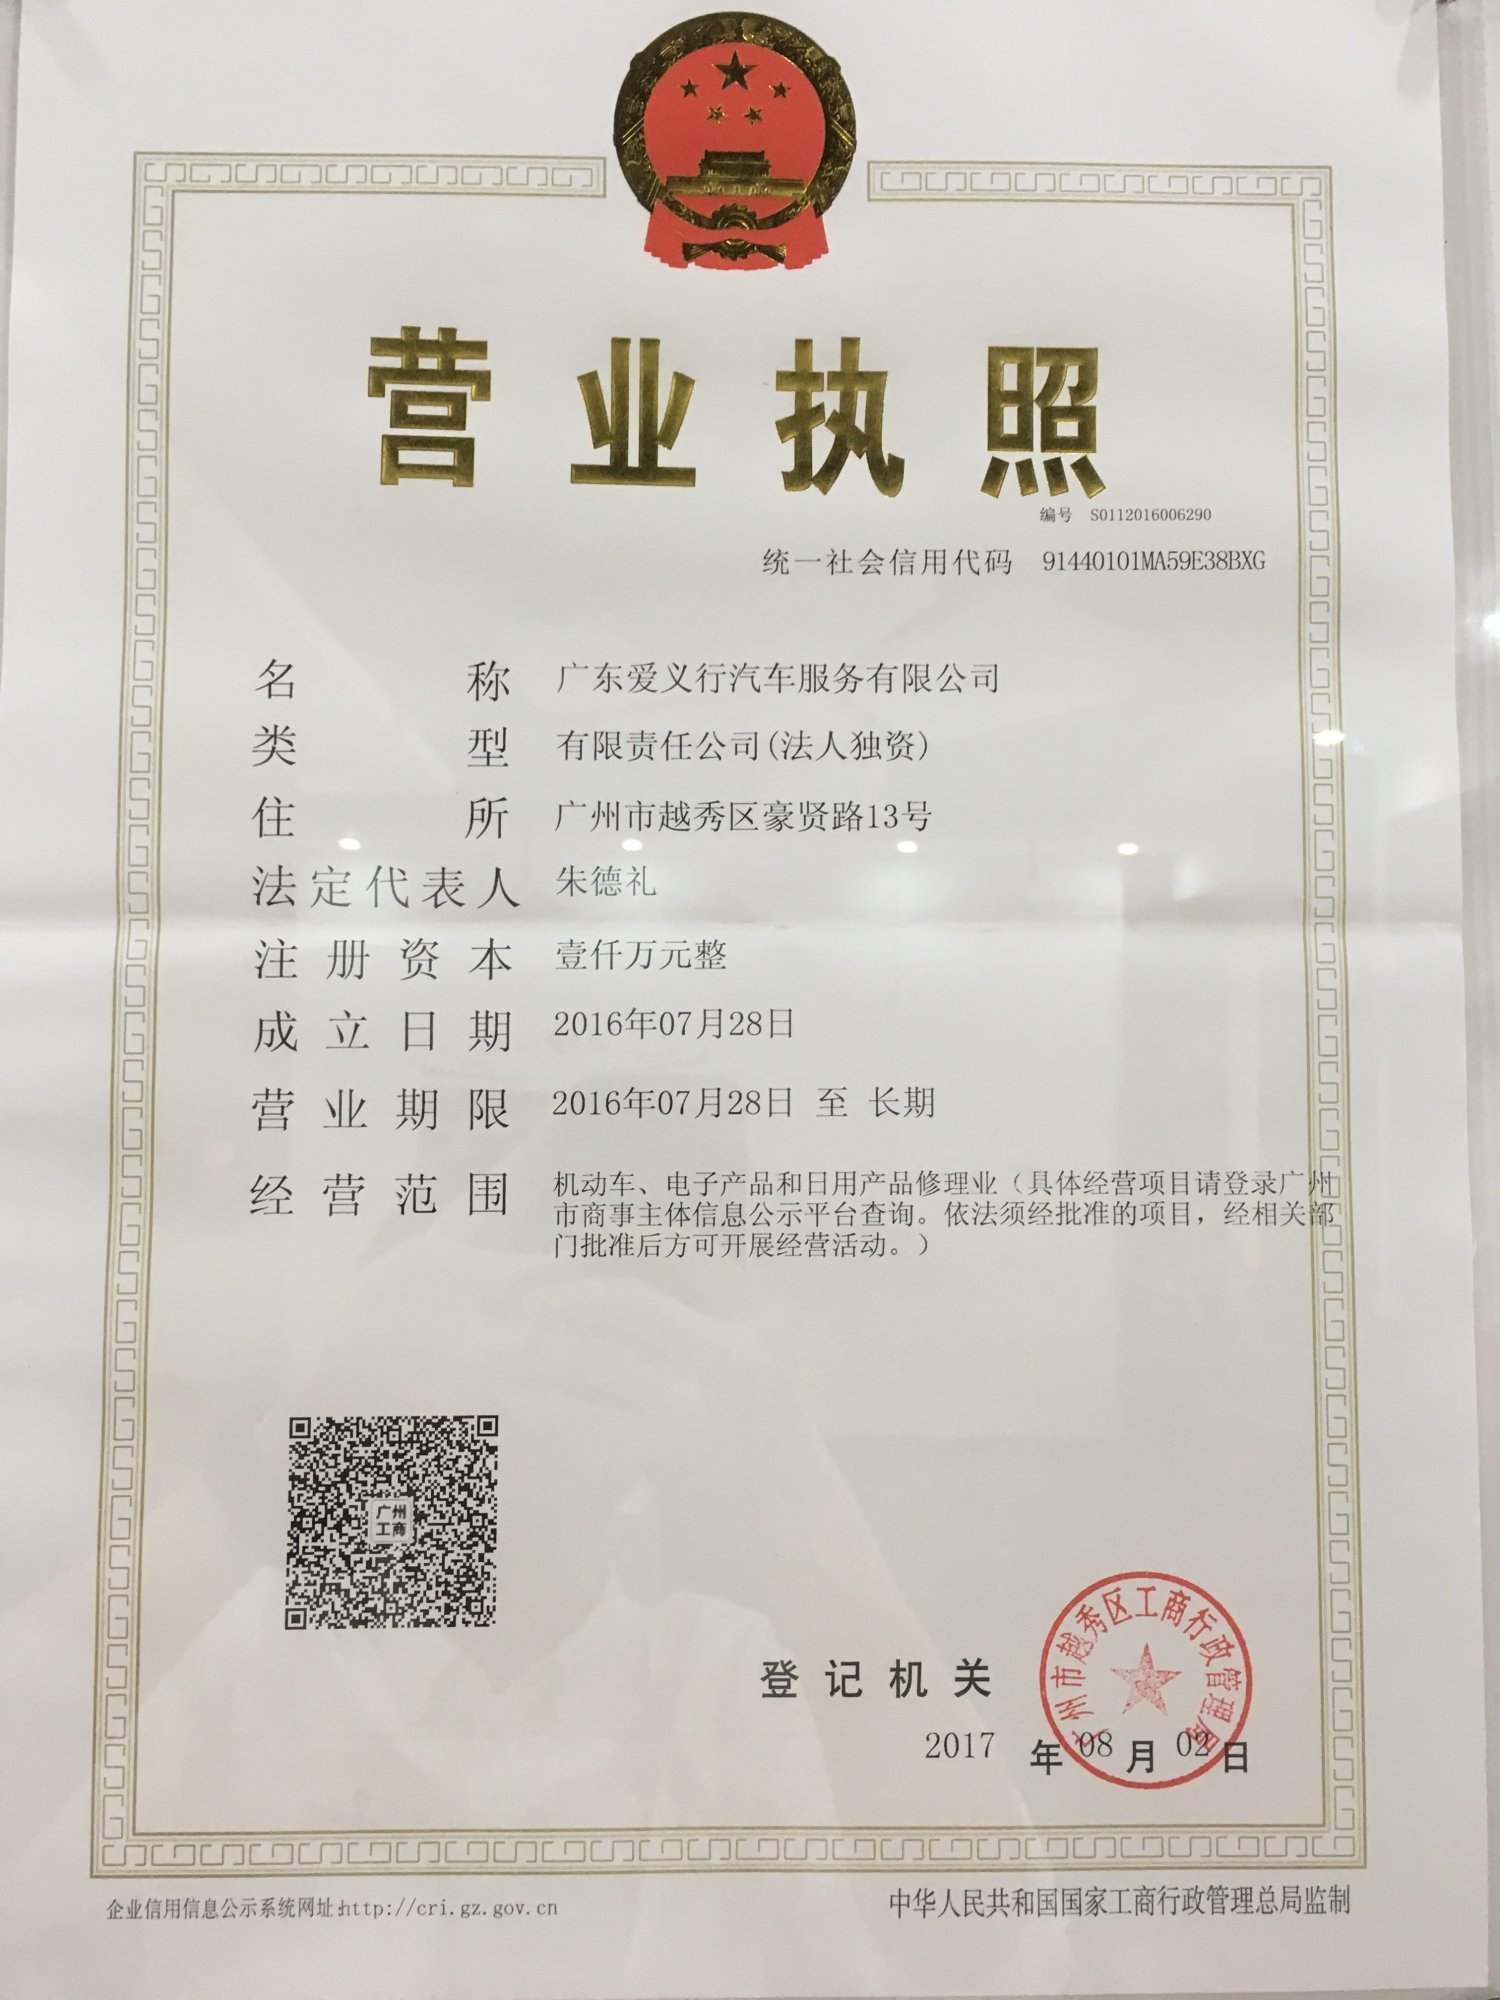 营业执照
编号 S0112016006290
统一社会信用代码 91440101MA59E38BXG
名称 广东爱义行汽车服务有限公司
类型 有限责任公司(法人独资)
住所 广州市越秀区豪贤路13号
法定代表人 朱德礼
注册资本 壹仟万元整
成立日期 2016年07月28日
营业期限 2016年07月28日 至 长期
经营范围 机动车、电子产品和日用产品修理业（具体经营项目请登录广州
市商事主体信息公示平台查询。依法须经批准的项目，经相关部
门批准后方可开展经营活动。）
广州
工商
广州市越秀区工商行政管理局
登记机关
2017 年 08 月 02 日
企业信用信息公示系统网址:http://cri.gz.gov.cn
中华人民共和国国家工商行政管理总局监制